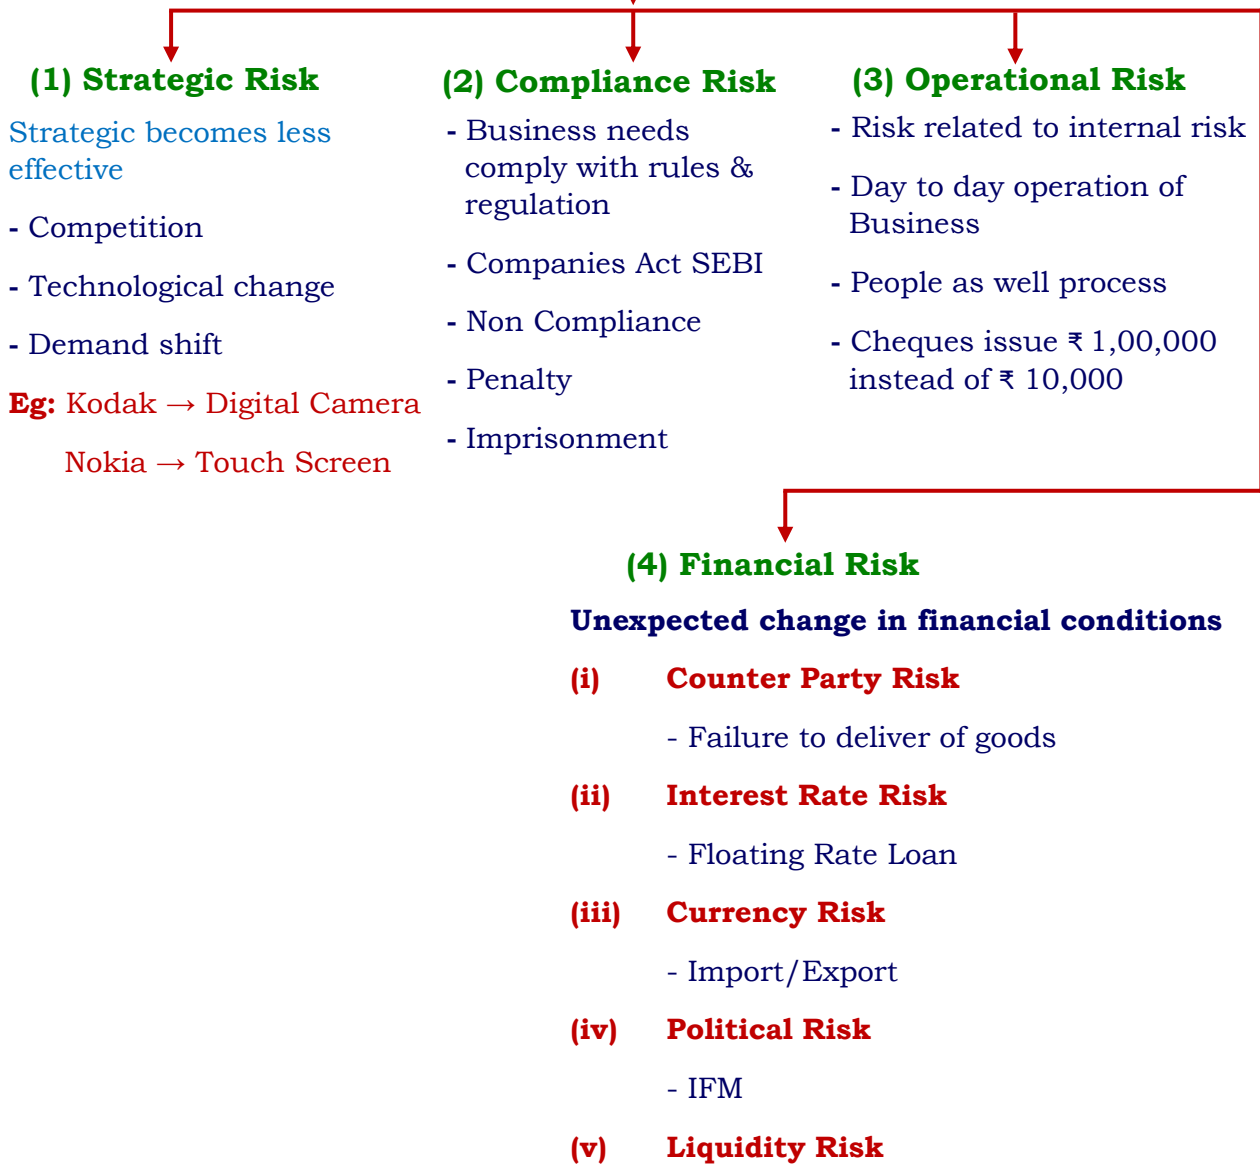 (1) Strategic Risk
Strategic becomes less
effective
- Competition
- Technological change
- Demand shift
Eg: Kodak → Digital Camera
Nokia → Touch Screen
(2) Compliance Risk
- Business needs
comply with rules &
regulation
- Companies Act SEBI
- Non Compliance
- Penalty
- Imprisonment
(3) Operational Risk
- Risk related to internal risk
- Day to day operation of
Business
- People as well process
- Cheques issue ₹ 1,00,000
instead of ₹ 10,000
(4) Financial Risk
Unexpected change in financial conditions
(i) Counter Party Risk
- Failure to deliver of goods
(ii) Interest Rate Risk
- Floating Rate Loan
(iii) Currency Risk
- Import/Export
(iv) Political Risk
- IFM
(v) Liquidity Risk